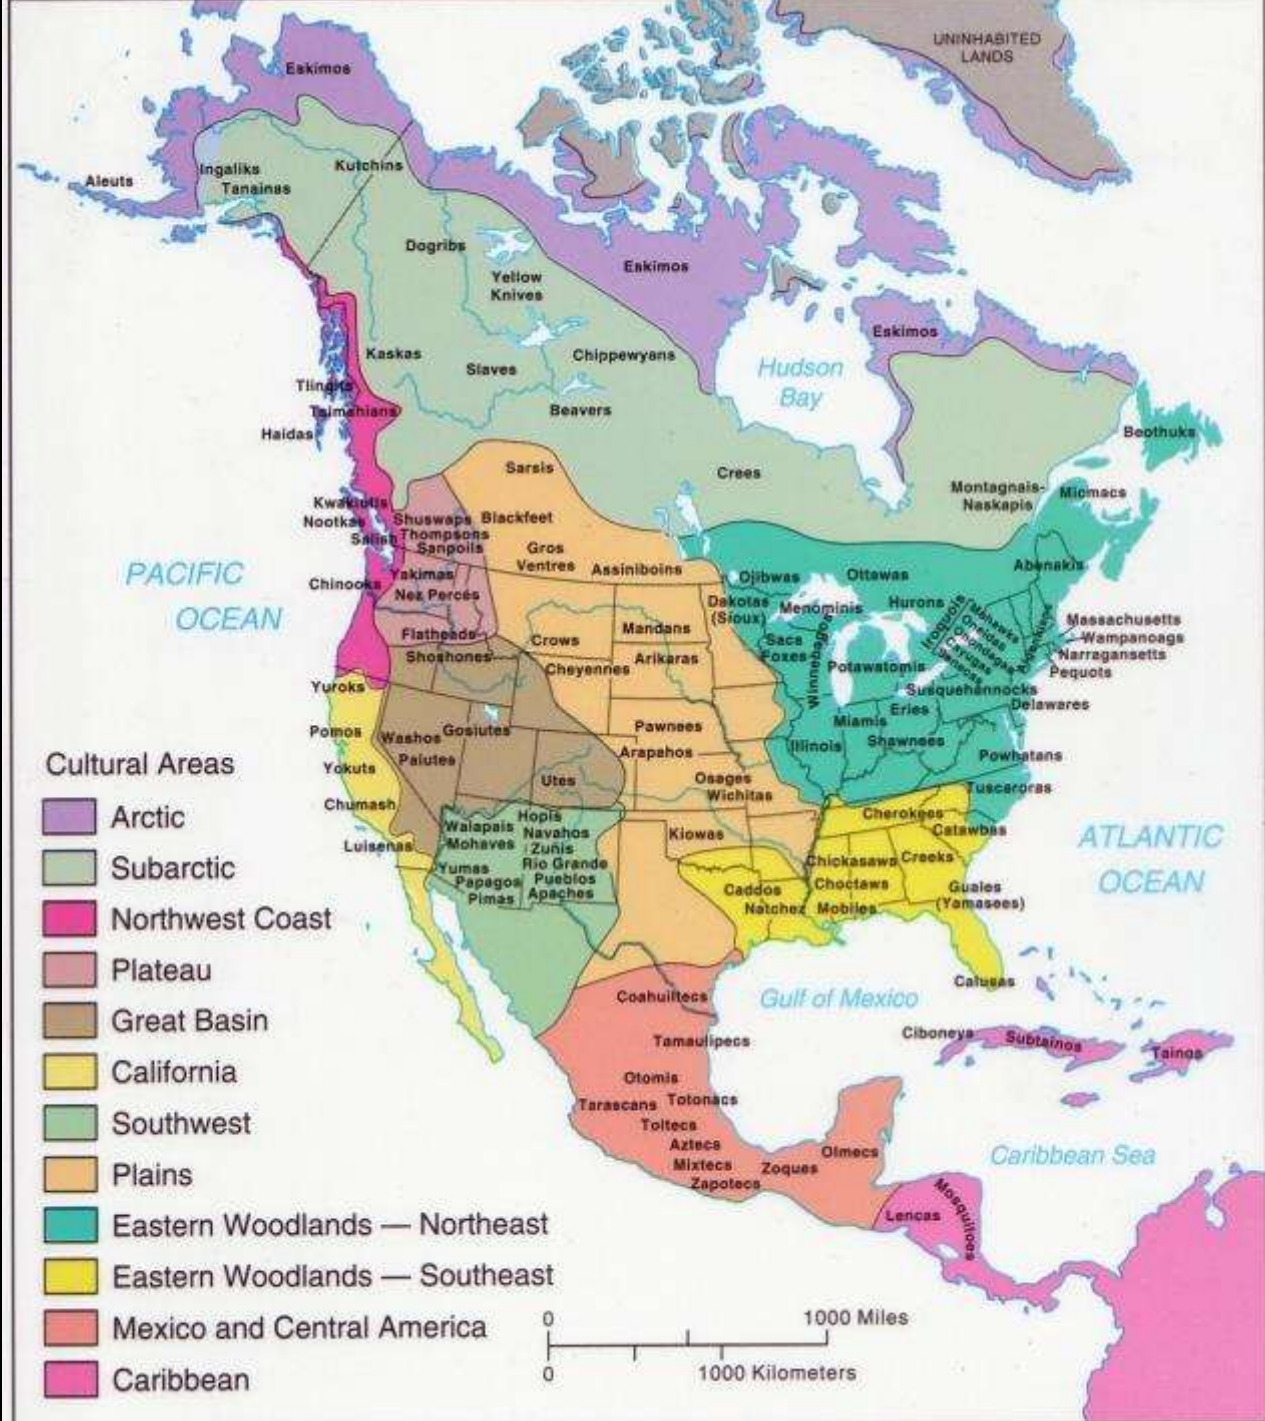 UNINHABITED
LANDS
Eskimos
Aleuts
Ingaliks
Tanainas
Kutchins
Dogribs
Yellow
Knives
Eskimos
Eskimos
Kaskas
Slaves
Chippewyans
Beavers
Hudson
Bay
Tlingits
Tsimshians
Haidas
Beothuks
Sarsis
Crees
Montagnais-
Naskapis
Micmacs
Kwakiutls
Nootkas
Salish
Shuswaps
Thompsons
Sanpoils
Blackfeet
Gros
Ventres
Assiniboins
PACIFIC
OCEAN
Chinooks
Yakimas
Nez Percés
Flatheads
Shoshones
Crows
Cheyennes
Mandans
Arikaras
Ojibwas
Ottawas
Abenakis
Dakotas
(Sioux)
Menominis
Hurons
Iroquois
Mohawks
Oneidas
Onondagas
Cayugas
Senecas
Massachusetts
Wampanoags
Narragansetts
Pequots
Sacs
Foxes
Winnebagos
Potawatomis
Susquehannocks
Delawares
Eries
Miamis
Illinois
Shawnees
Powhatans
Tuscaroras
Yuroks
Pomos
Yokuts
Chumash
Luisenas
Washos
Paiutes
Gosiutes
Utes
Pawnees
Arapahos
Osages
Wichitas
Kiowas
Walapais
Mohaves
Yumas
Papagos
Pimas
Hopis
Navahos
Zuñis
Rio Grande
Pueblos
Apaches
Cherokees
Catawbas
Chickasaws
Creeks
Choctaws
Caddos
Natchez
Mobiles
Guales
(Yamasees)
Calusas
ATLANTIC
OCEAN
Gulf of Mexico
Coahuiltecs
Tamaulipecs
Otomis
Tarascans
Totonacs
Toltecs
Aztecs
Mixtecs
Zapotecs
Zoques
Olmecs
Ciboneys
Subtainos
Tainos
Caribbean Sea
Lencas
Mosquitoes
Cultural Areas
Arctic
Subarctic
Northwest Coast
Plateau
Great Basin
California
Southwest
Plains
Eastern Woodlands — Northeast
Eastern Woodlands — Southeast
Mexico and Central America
Caribbean
0
1000 Miles
0
1000 Kilometers